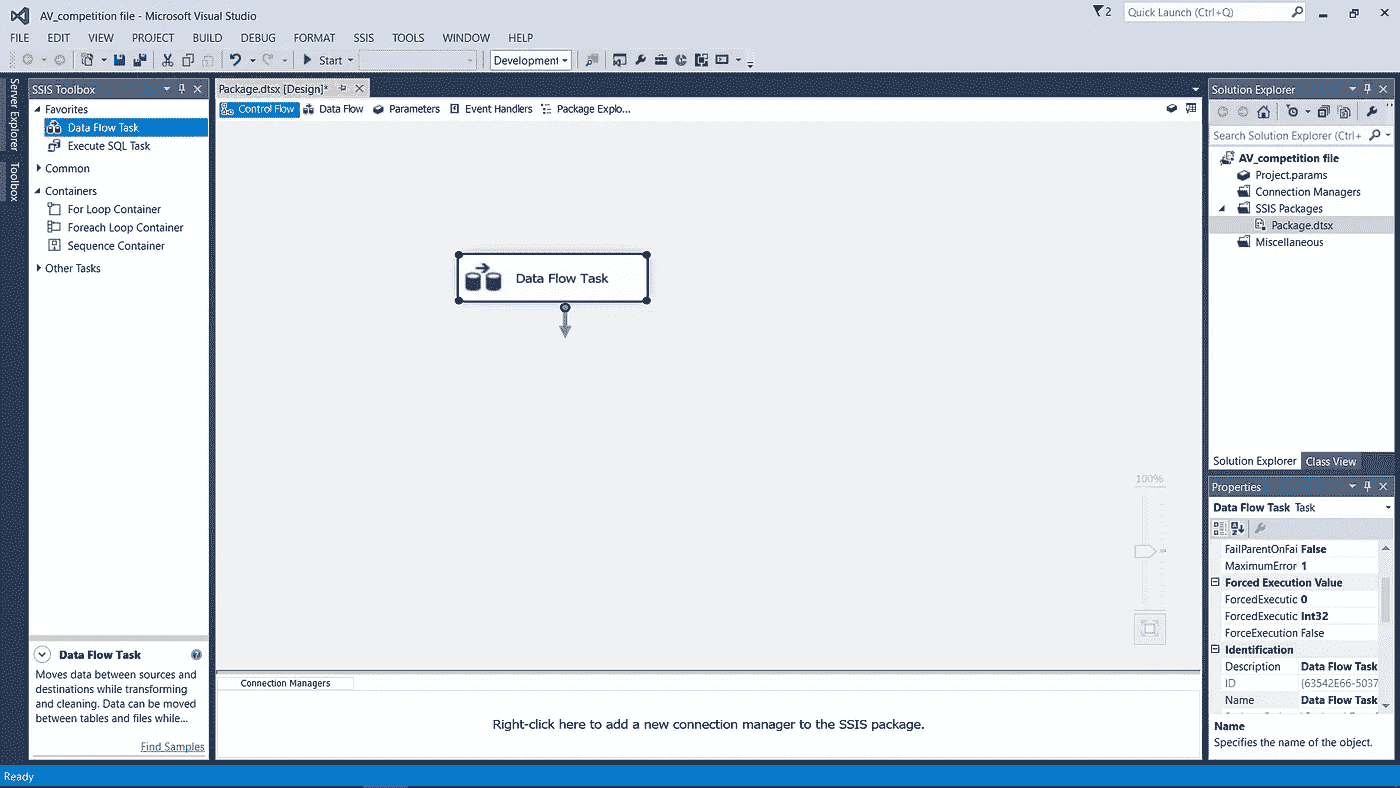 AV_competition file - Microsoft Visual Studio
2
Quick Launch (Ctrl+Q)
FILE EDIT VIEW PROJECT BUILD DEBUG FORMAT SSIS TOOLS WINDOW HELP
Start
Development
Server Explorer
Toolbox
SSIS Toolbox
Favorites
Data Flow Task
Execute SQL Task
Common
Containers
For Loop Container
Foreach Loop Container
Sequence Container
Other Tasks
Data Flow Task
Moves data between sources and
destinations while transforming
and cleaning. Data can be moved
between tables and files while...
Find Samples
Package.dtsx [Design]*
Control Flow Data Flow Parameters Event Handlers Package Explo...
Data Flow Task
100%
Connection Managers
Right-click here to add a new connection manager to the SSIS package.
Solution Explorer
Search Solution Explorer (Ctrl+
AV_competition file
Project.params
Connection Managers
SSIS Packages
Package.dtsx
Miscellaneous
Solution Explorer Class View
Properties
Data Flow Task Task
FailParentOnFai False
MaximumError 1
Forced Execution Value
ForcedExecutic 0
ForcedExecutic Int32
ForceExecution False
Identification
Description Data Flow Task
ID {63542E66-5037
Name Data Flow Task
Name
Specifies the name of the object.
Ready